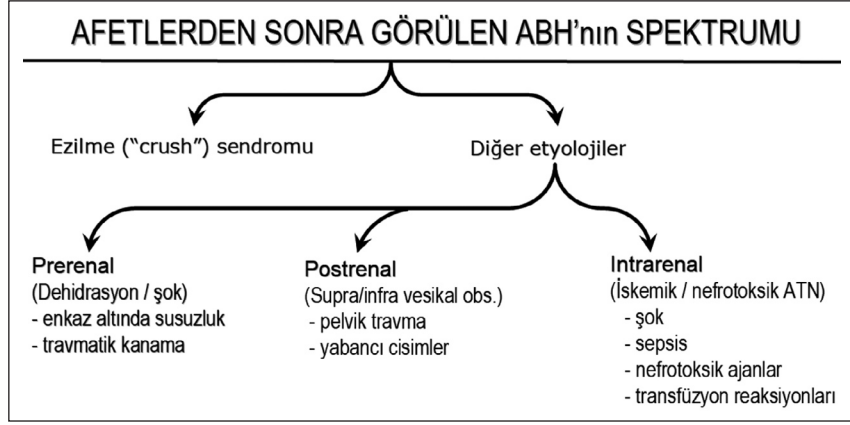 AFETLERDEN SONRA GÖRÜLEN ABH’nın SPEKTRUMU
Ezilme (“crush”) sendromu
Diğer etyolojiler
Prerenal
(Dehidrasyon / şok)
- enkaz altında susuzluk
- travmatik kanama
Postrenal
(Supra/infra vesikal obs.)
- pelvik travma
- yabancı cisimler
Intrarenal
(İskemik / nefrotoksik ATN)
- şok
- sepsis
- nefrotoksik ajanlar
- transfüzyon reaksiyonları